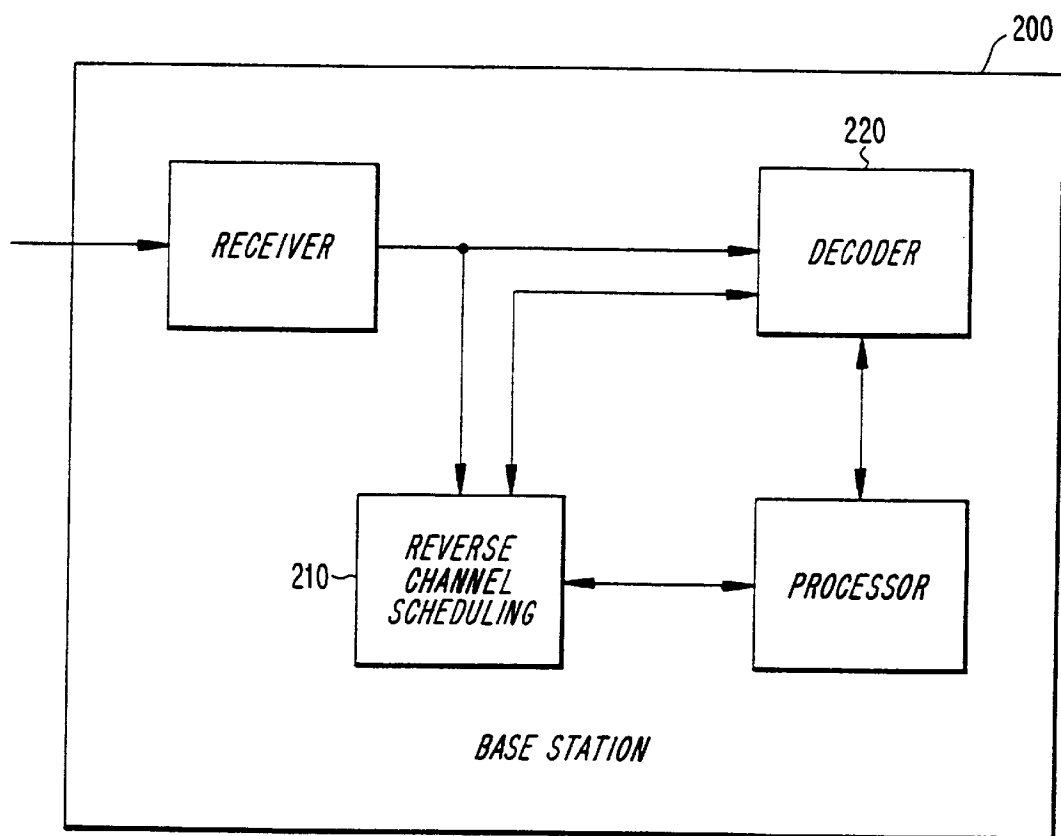 200
220
RECEIVER
DECODER
210
REVERSE
CHANNEL
SCHEDULING
PROCESSOR
BASE STATION